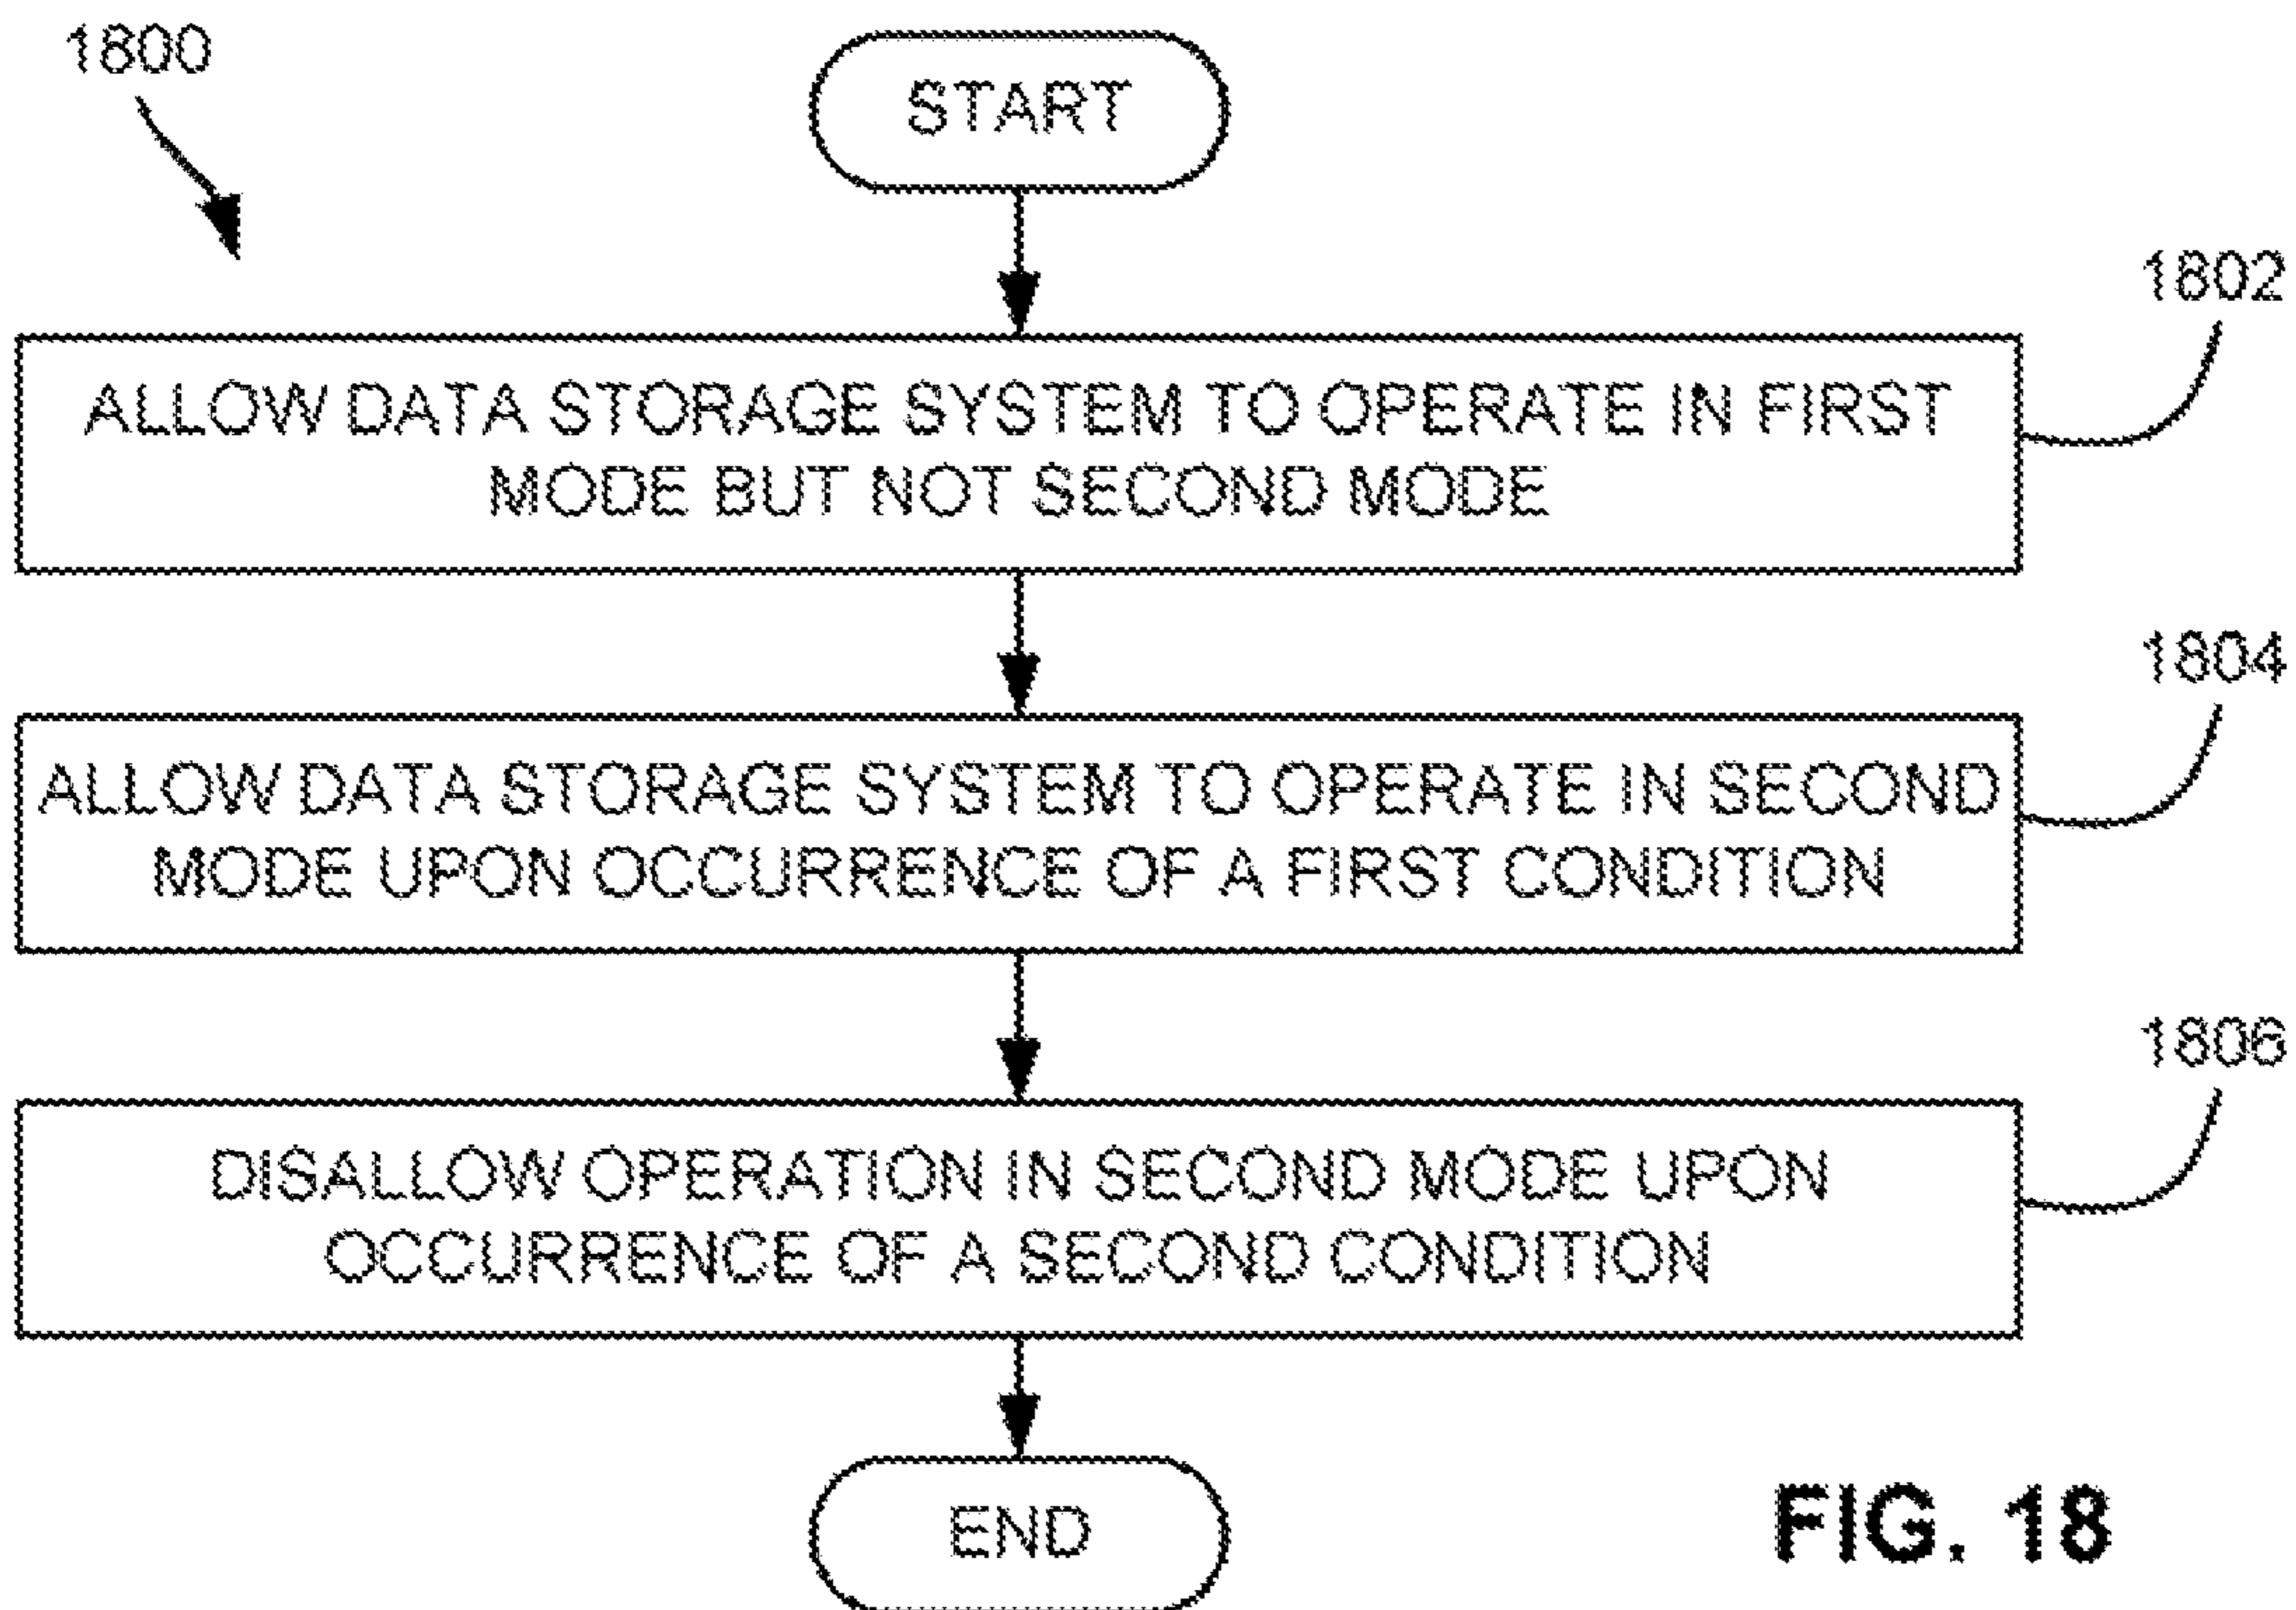 1800
START
1802
ALLOW DATA STORAGE SYSTEM TO OPERATE IN FIRST
MODE BUT NOT SECOND MODE
1804
ALLOW DATA STORAGE SYSTEM TO OPERATE IN SECOND
MODE UPON OCCURRENCE OF A FIRST CONDITION
1806
DISALLOW OPERATION IN SECOND MODE UPON
OCCURRENCE OF A SECOND CONDITION
END
FIG. 18